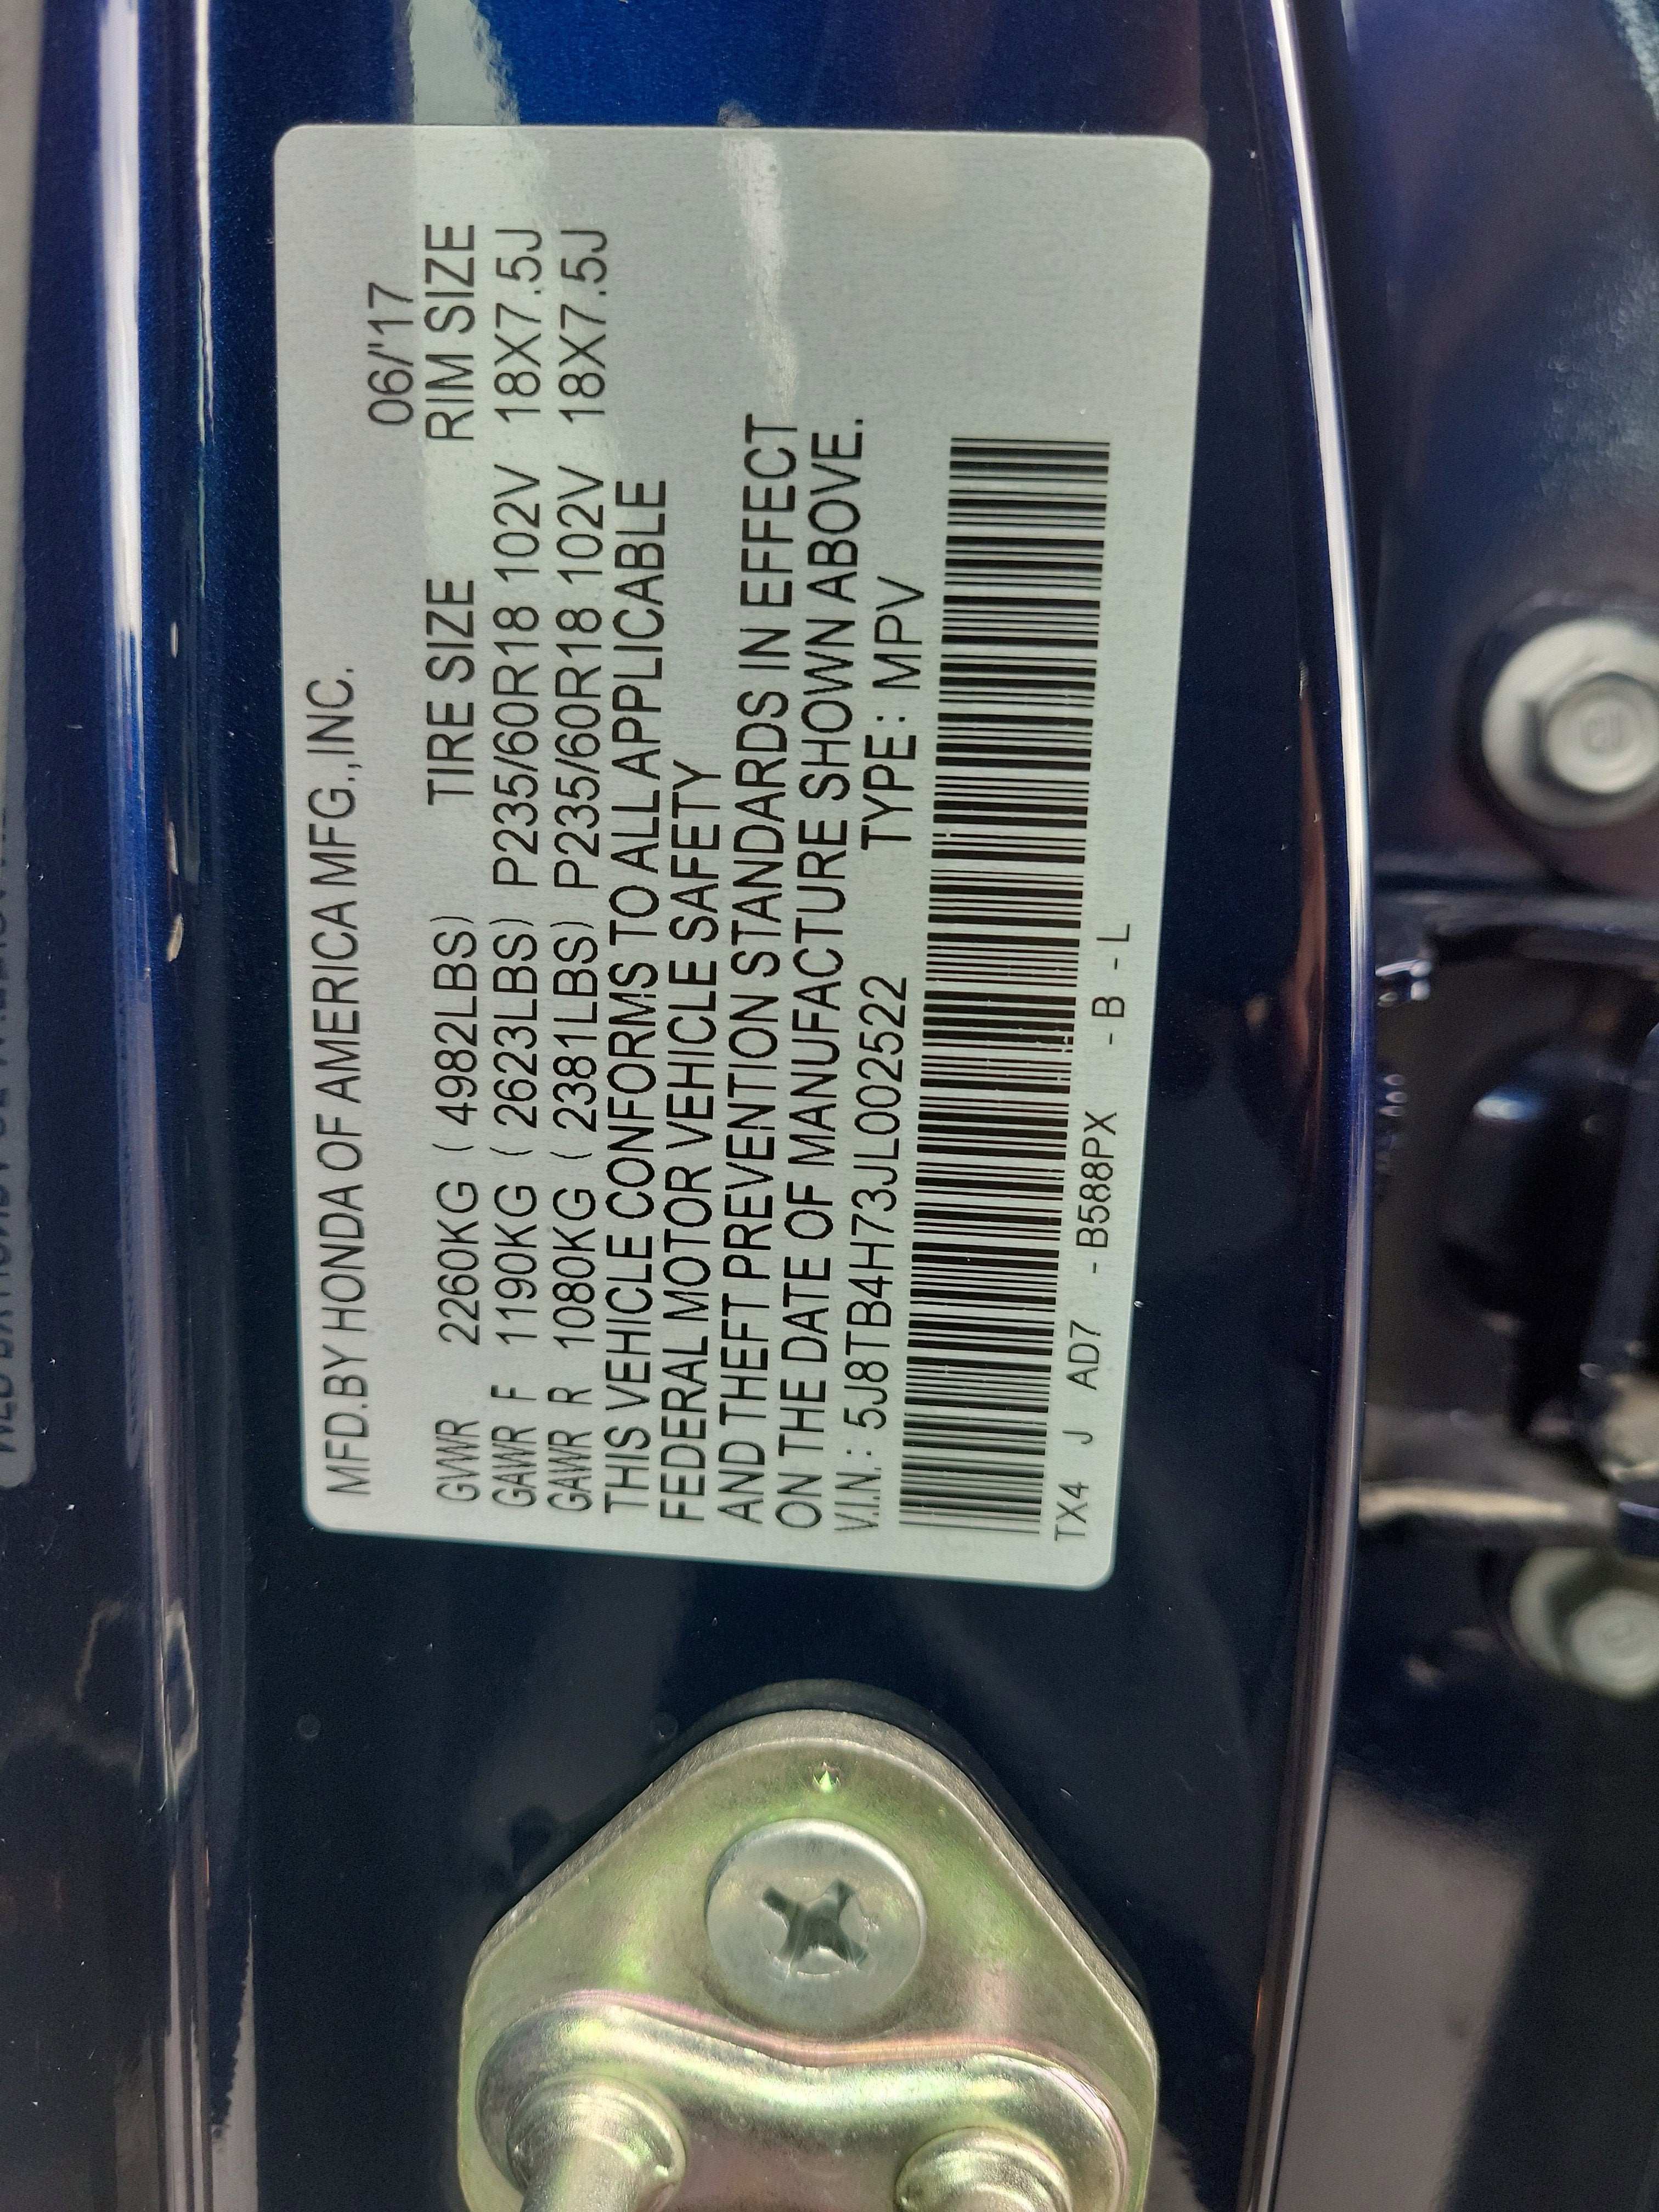 MFD.BY HONDA OF AMERICA MFG.,INC.
06/'17
GVWR 2260KG ( 4982LBS) TIRE SIZE RIM SIZE
GAWR F 1190KG ( 2623LBS) P235/60R18 102V 18X7.5J
GAWR R 1080KG ( 2381LBS) P235/60R18 102V 18X7.5J
THIS VEHICLE CONFORMS TO ALL APPLICABLE
FEDERAL MOTOR VEHICLE SAFETY
AND THEFT PREVENTION STANDARDS IN EFFECT
ON THE DATE OF MANUFACTURE SHOWN ABOVE.
V.I.N.: 5J8TB4H73JL002522 TYPE: MPV
TX4 J AD7 - B588PX - B - L